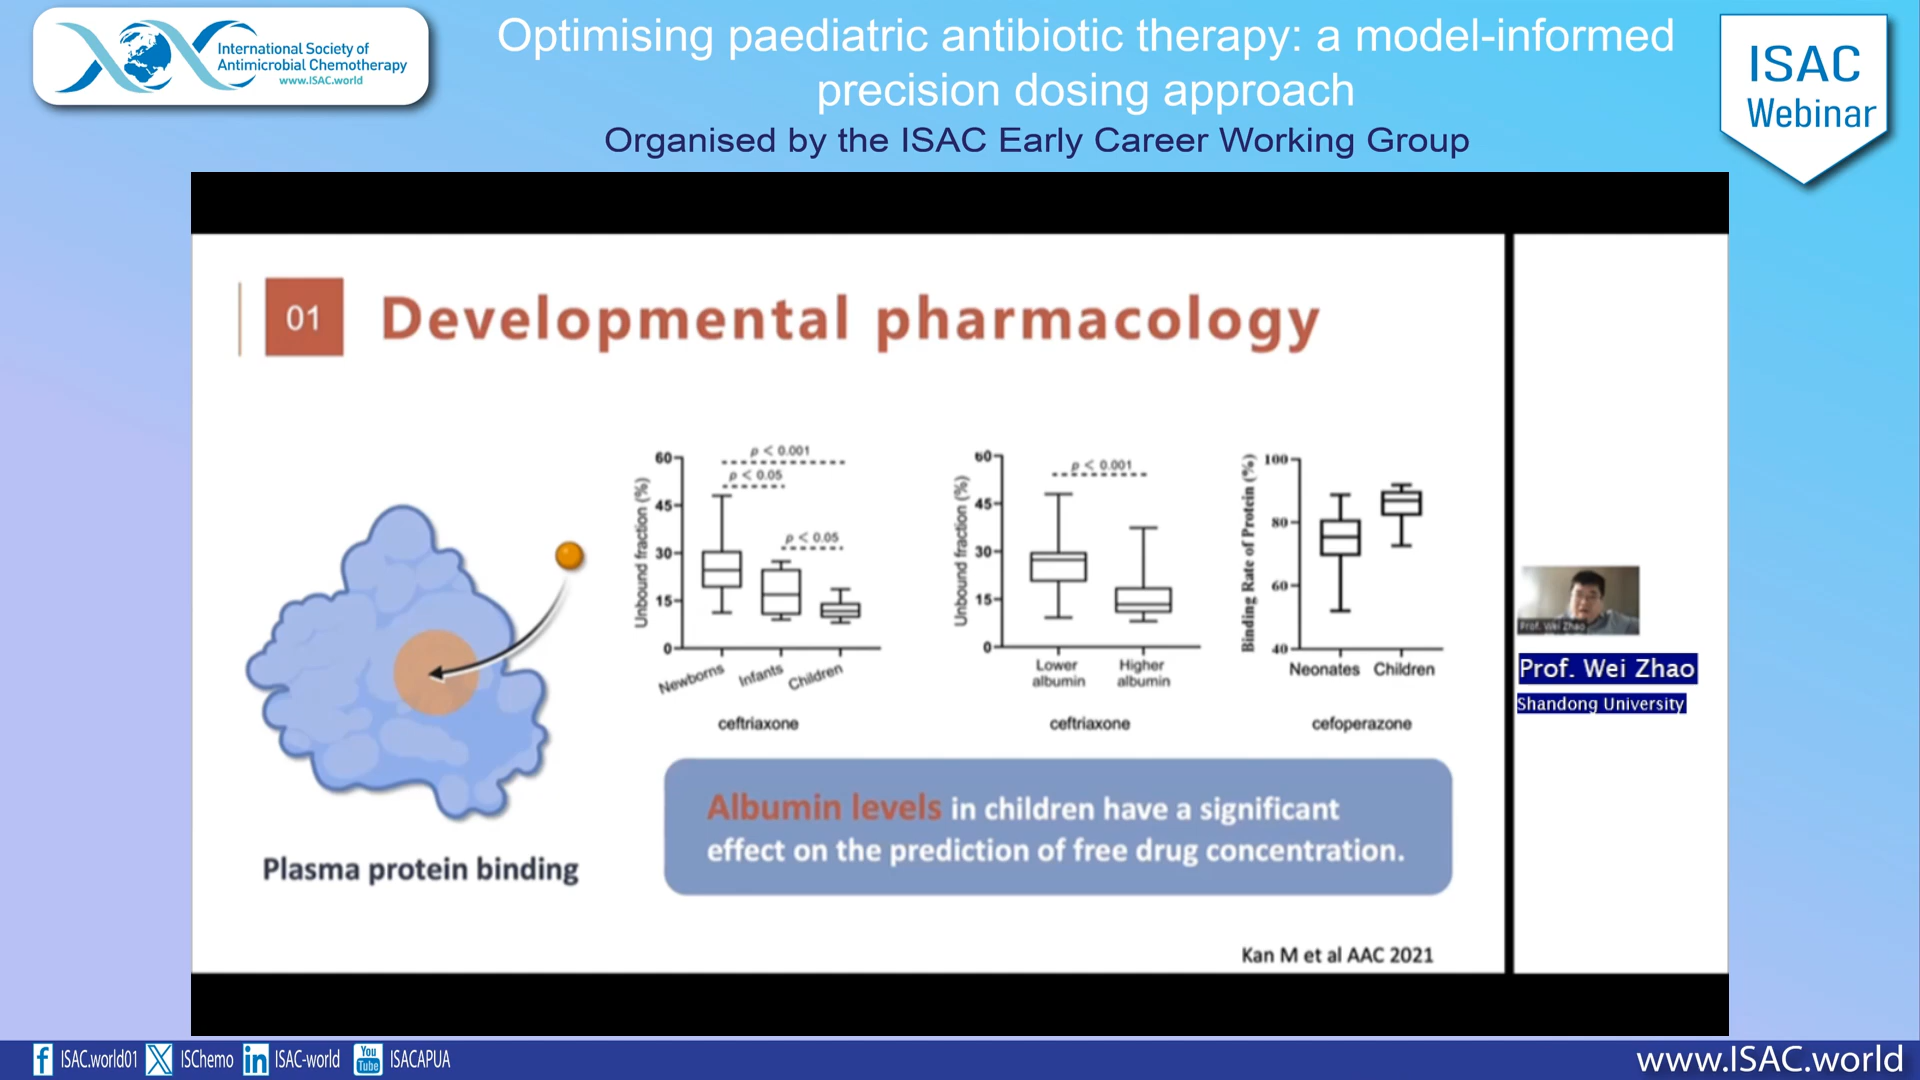 International Society of
Antimicrobial Chemotherapy
www.ISAC.world
Optimising paediatric antibiotic therapy: a model-informed
precision dosing approach
Organised by the ISAC Early Career Working Group
ISAC
Webinar
01
Developmental pharmacology
Plasma protein binding
Unbound fraction (%)
60
45
30
15
0
p < 0.001
p < 0.05
p < 0.05
Newborns
Infants
Children
ceftriaxone
Unbound fraction (%)
60
45
30
15
0
p < 0.001
Lower
albumin
Higher
albumin
ceftriaxone
Binding Rate of Protein (%)
100
80
60
40
Neonates
Children
cefoperazone
Albumin levels in children have a significant
effect on the prediction of free drug concentration.
Kan M et al AAC 2021
Prof. Wei Zhao
Prof. Wei Zhao
Shandong University
ISAC.world01
ISChemo
ISAC-world
You
Tube
ISACAPUA
www.ISAC.world